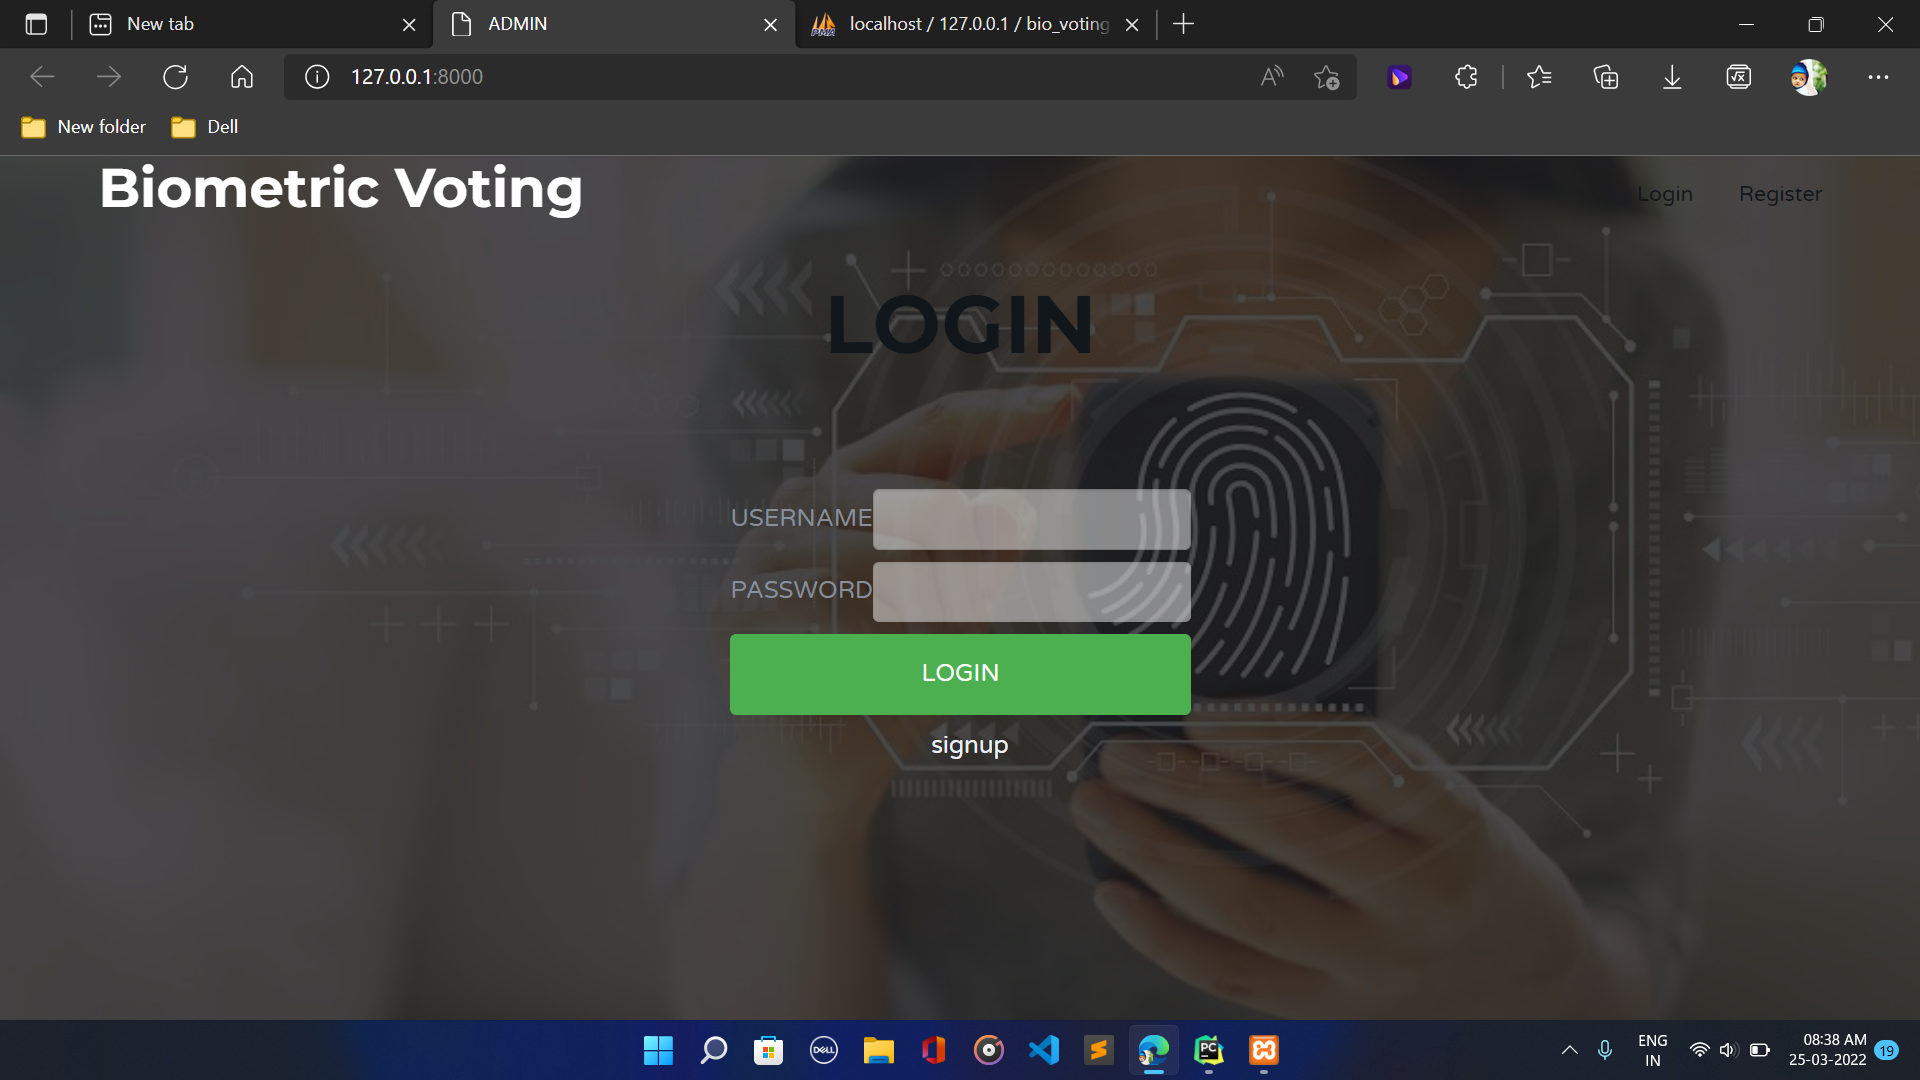 New tab
ADMIN
localhost / 127.0.0.1 / bio_voting
127.0.0.1:8000
New folder
Dell
Biometric Voting
Login
Register
LOGIN
USERNAME
PASSWORD
LOGIN
signup
ENG
IN
08:38 AM
25-03-2022
19